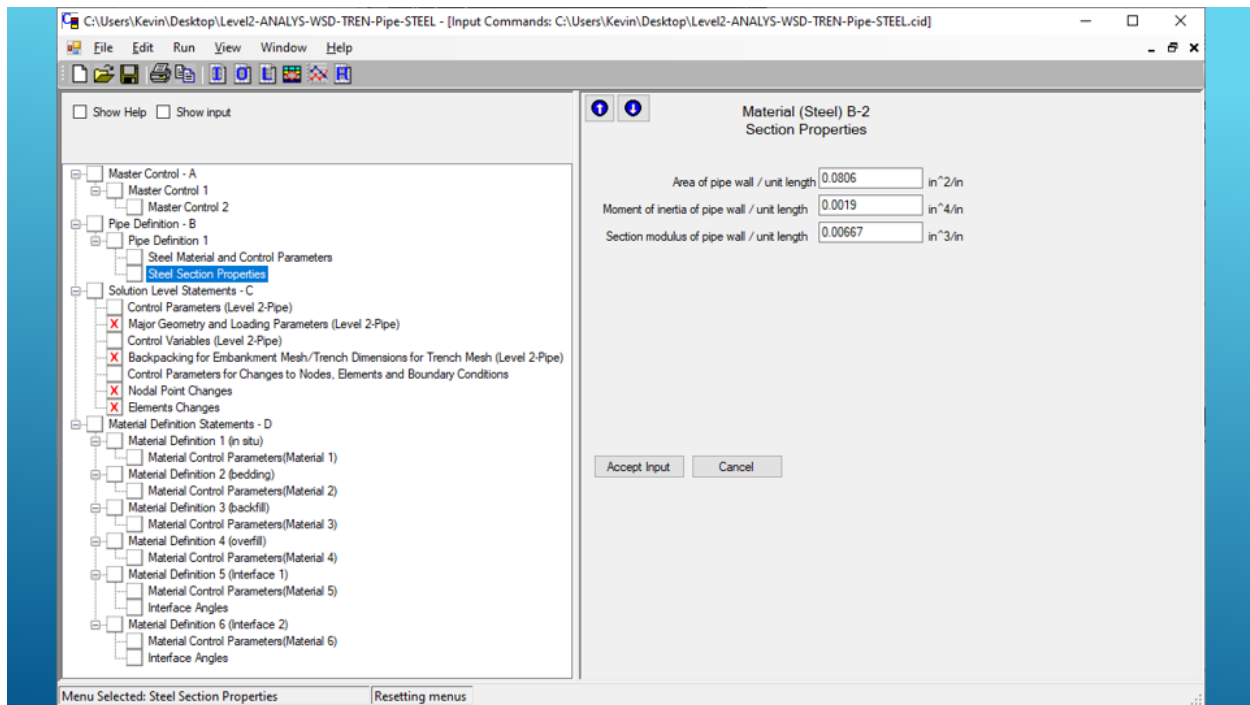 C:\Users\Kevin\Desktop\Level2-ANALYS-WSD-TREN-Pipe-STEEL - [Input Commands: C:\Users\Kevin\Desktop\Level2-ANALYS-WSD-TREN-Pipe-STEEL.cid]
File Edit Run View Window Help
Show Help Show input
Master Control - A
Master Control 1
Master Control 2
Pipe Definition - B
Pipe Definition 1
Steel Material and Control Parameters
Steel Section Properties
Solution Level Statements - C
Control Parameters (Level 2-Pipe)
X Major Geometry and Loading Parameters (Level 2-Pipe)
Control Variables (Level 2-Pipe)
X Backpacking for Embankment Mesh/Trench Dimensions for Trench Mesh (Level 2-Pipe)
Control Parameters for Changes to Nodes, Elements and Boundary Conditions
X Nodal Point Changes
X Elements Changes
Material Definition Statements - D
Material Definition 1 (in situ)
Material Control Parameters(Material 1)
Material Definition 2 (bedding)
Material Control Parameters(Material 2)
Material Definition 3 (backfill)
Material Control Parameters(Material 3)
Material Definition 4 (overfill)
Material Control Parameters(Material 4)
Material Definition 5 (Interface 1)
Material Control Parameters(Material 5)
Interface Angles
Material Definition 6 (Interface 2)
Material Control Parameters(Material 6)
Interface Angles
Material (Steel) B-2
Section Properties
Area of pipe wall / unit length 0.0806 in^2/in
Moment of inertia of pipe wall / unit length 0.0019 in^4/in
Section modulus of pipe wall / unit length 0.00667 in^3/in
Accept Input Cancel
Menu Selected: Steel Section Properties Resetting menus